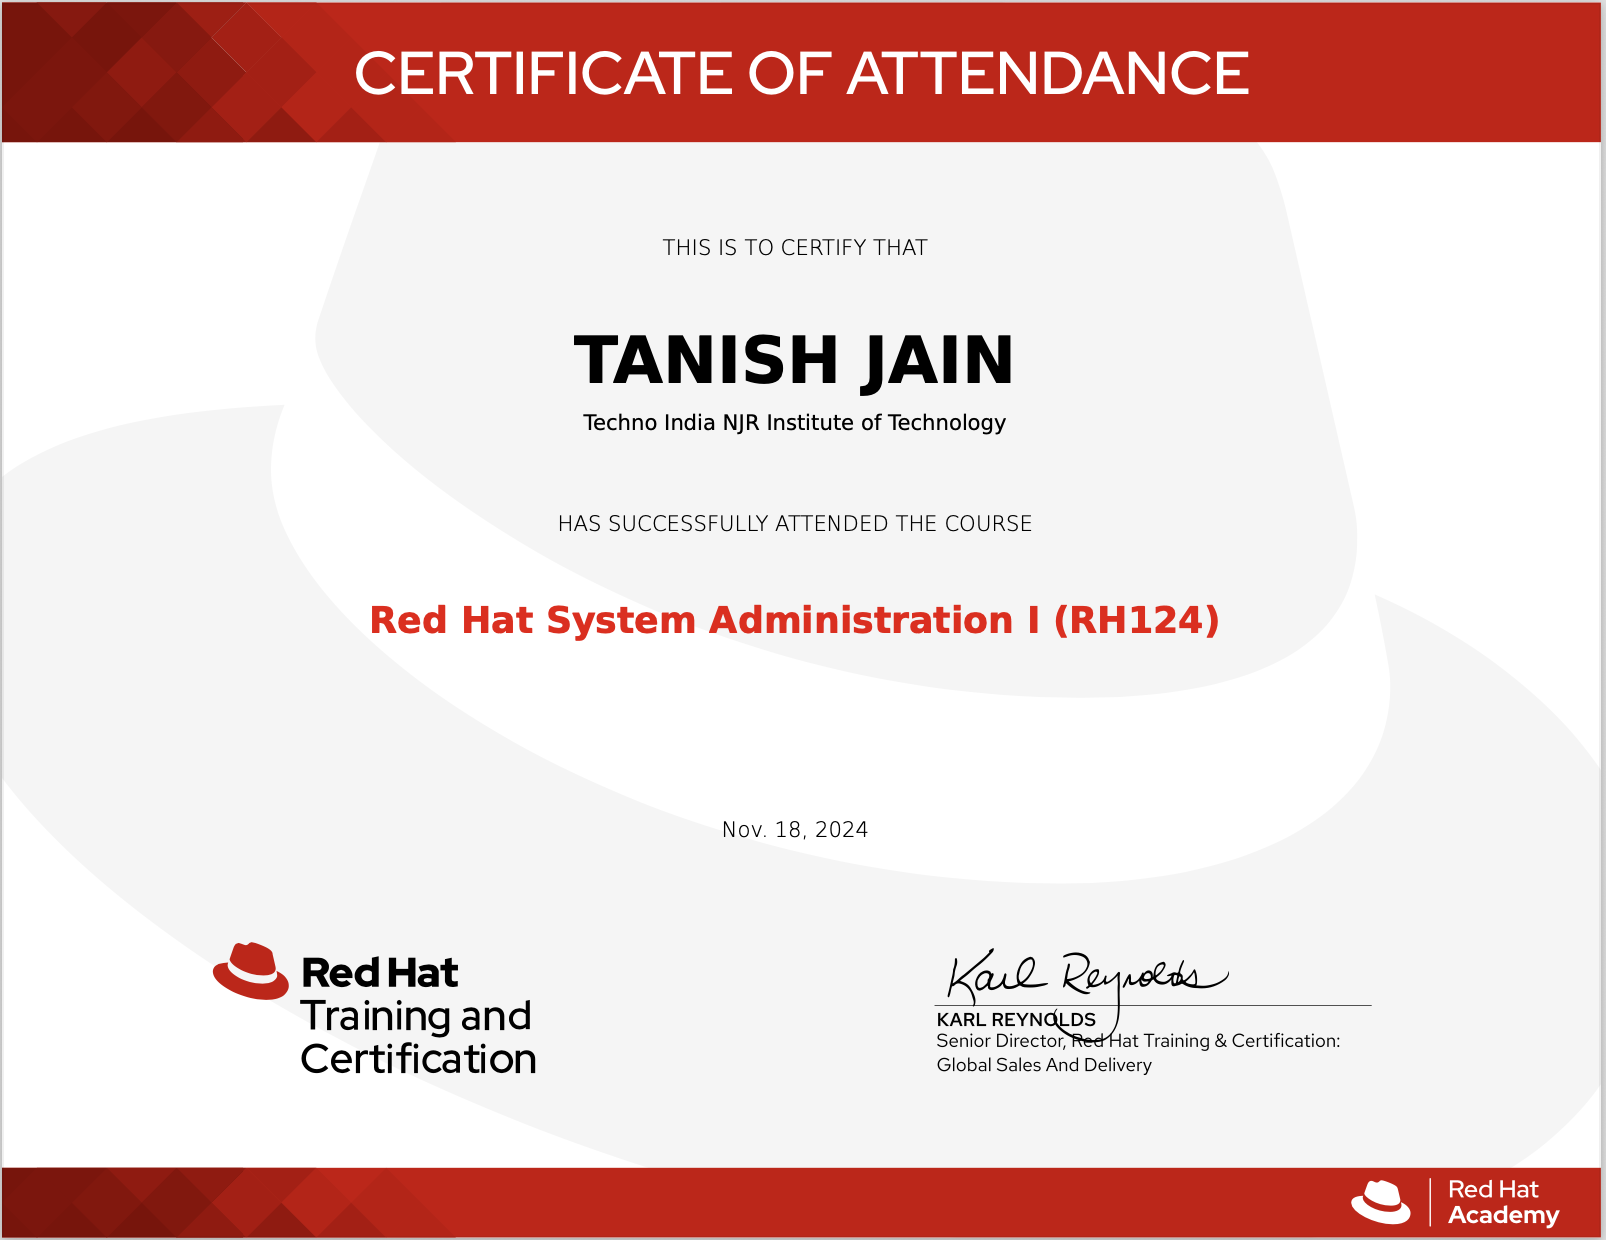 CERTIFICATE OF ATTENDANCE
THIS IS TO CERTIFY THAT
TANISH JAIN
Techno India NJR Institute of Technology
HAS SUCCESSFULLY ATTENDED THE COURSE
Red Hat System Administration I (RH124)
Nov. 18, 2024
Red Hat
Training and
Certification
Karl Reynolds
KARL REYNOLDS
Senior Director, Red Hat Training & Certification:
Global Sales And Delivery
Red Hat
Academy